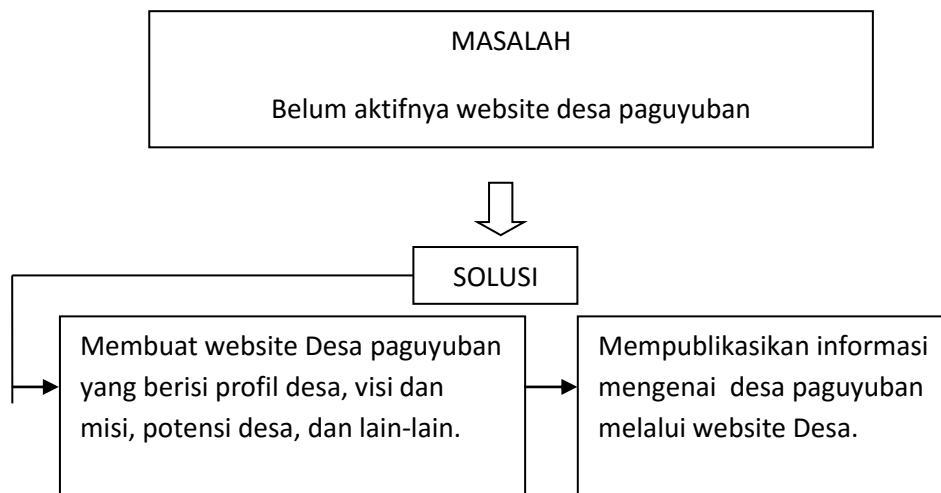 MASALAH
Belum aktifnya website desa paguyuban
SOLUSI
Membuat website Desa paguyuban
yang berisi profil desa, visi dan
misi, potensi desa, dan lain-lain.
Mempublikasikan informasi
mengenai  desa paguyuban
melalui website Desa.